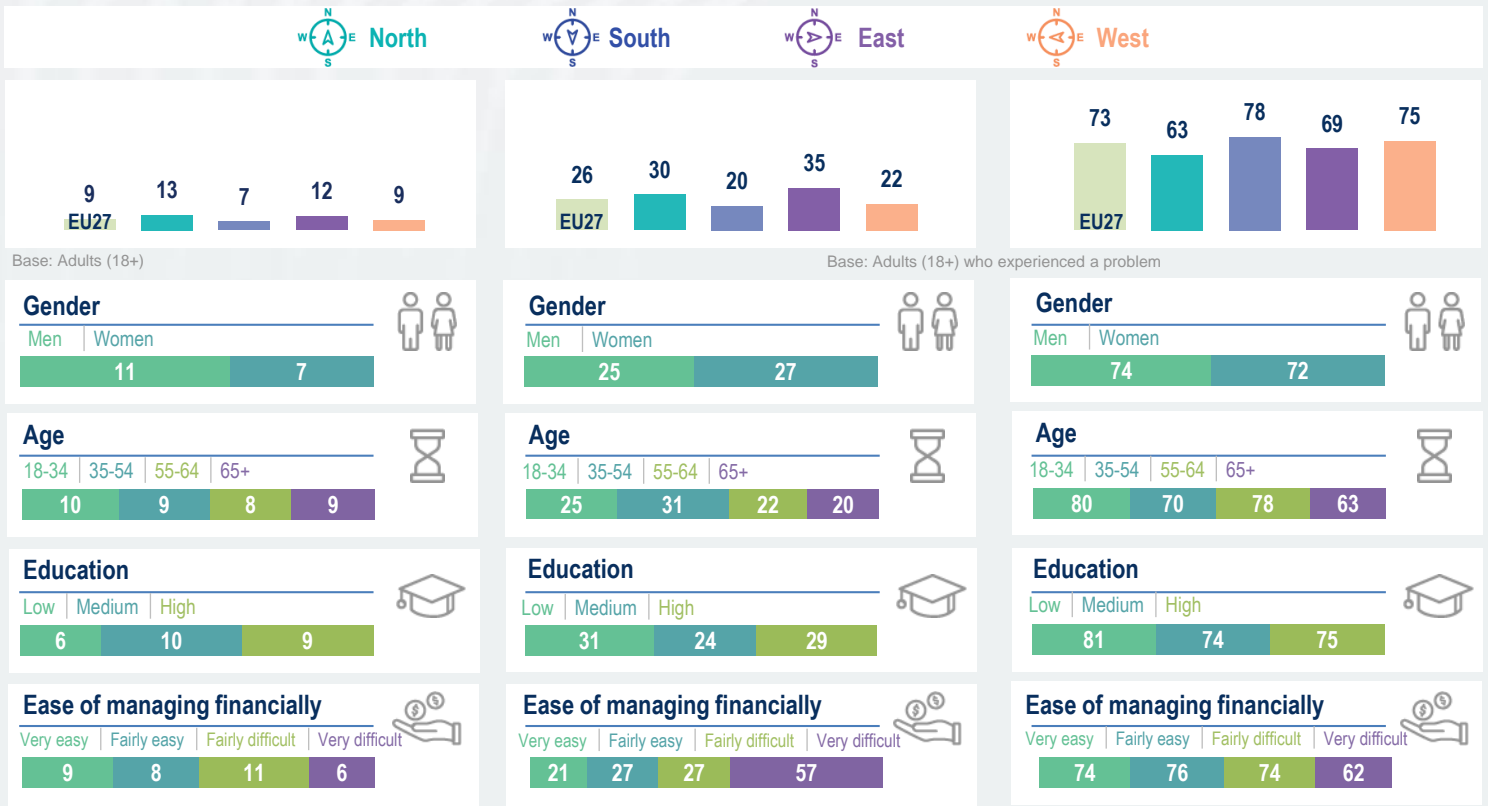 N N N N
W E North W E South W E East W E West
S S S S
9 13 7 12 9
EU27
26 30 20 35 22
EU27
73 63 78 69 75
EU27
Base: Adults (18+)
Base: Adults (18+) who experienced a problem
Gender
Men Women
11 7
Gender
Men Women
25 27
Gender
Men Women
74 72
Age
18-34 35-54 55-64 65+
10 9 8 9
Age
18-34 35-54 55-64 65+
25 31 22 20
Age
18-34 35-54 55-64 65+
80 70 78 63
Education
Low Medium High
6 10 9
Education
Low Medium High
31 24 29
Education
Low Medium High
81 74 75
Ease of managing financially
Very easy Fairly easy Fairly difficult Very difficult
9 8 11 6
Ease of managing financially
Very easy Fairly easy Fairly difficult Very difficult
21 27 27 57
Ease of managing financially
Very easy Fairly easy Fairly difficult Very difficult
74 76 74 62